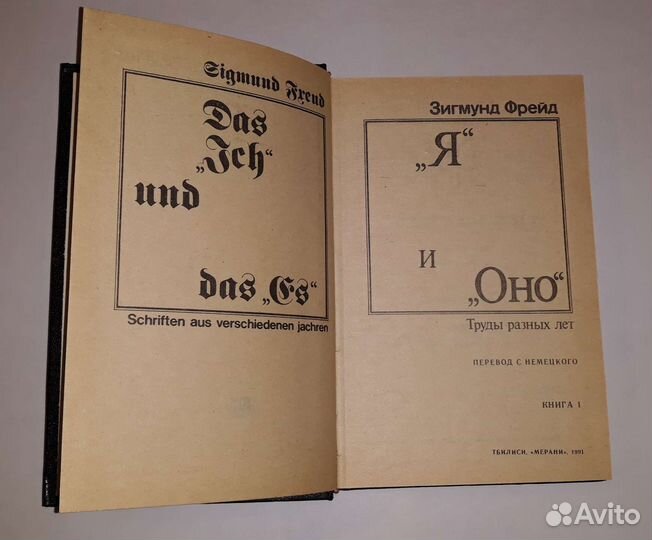 Sigmund Freud
Das
„Ich“
und
das „Es“
Schriften aus verschiedenen jachren
Зигмунд Фрейд
„Я“
и
„Оно“
Труды разных лет
ПЕРЕВОД С НЕМЕЦКОГО
КНИГА 1
ТБИЛИСИ, «МЕРАНИ», 1991
Avito